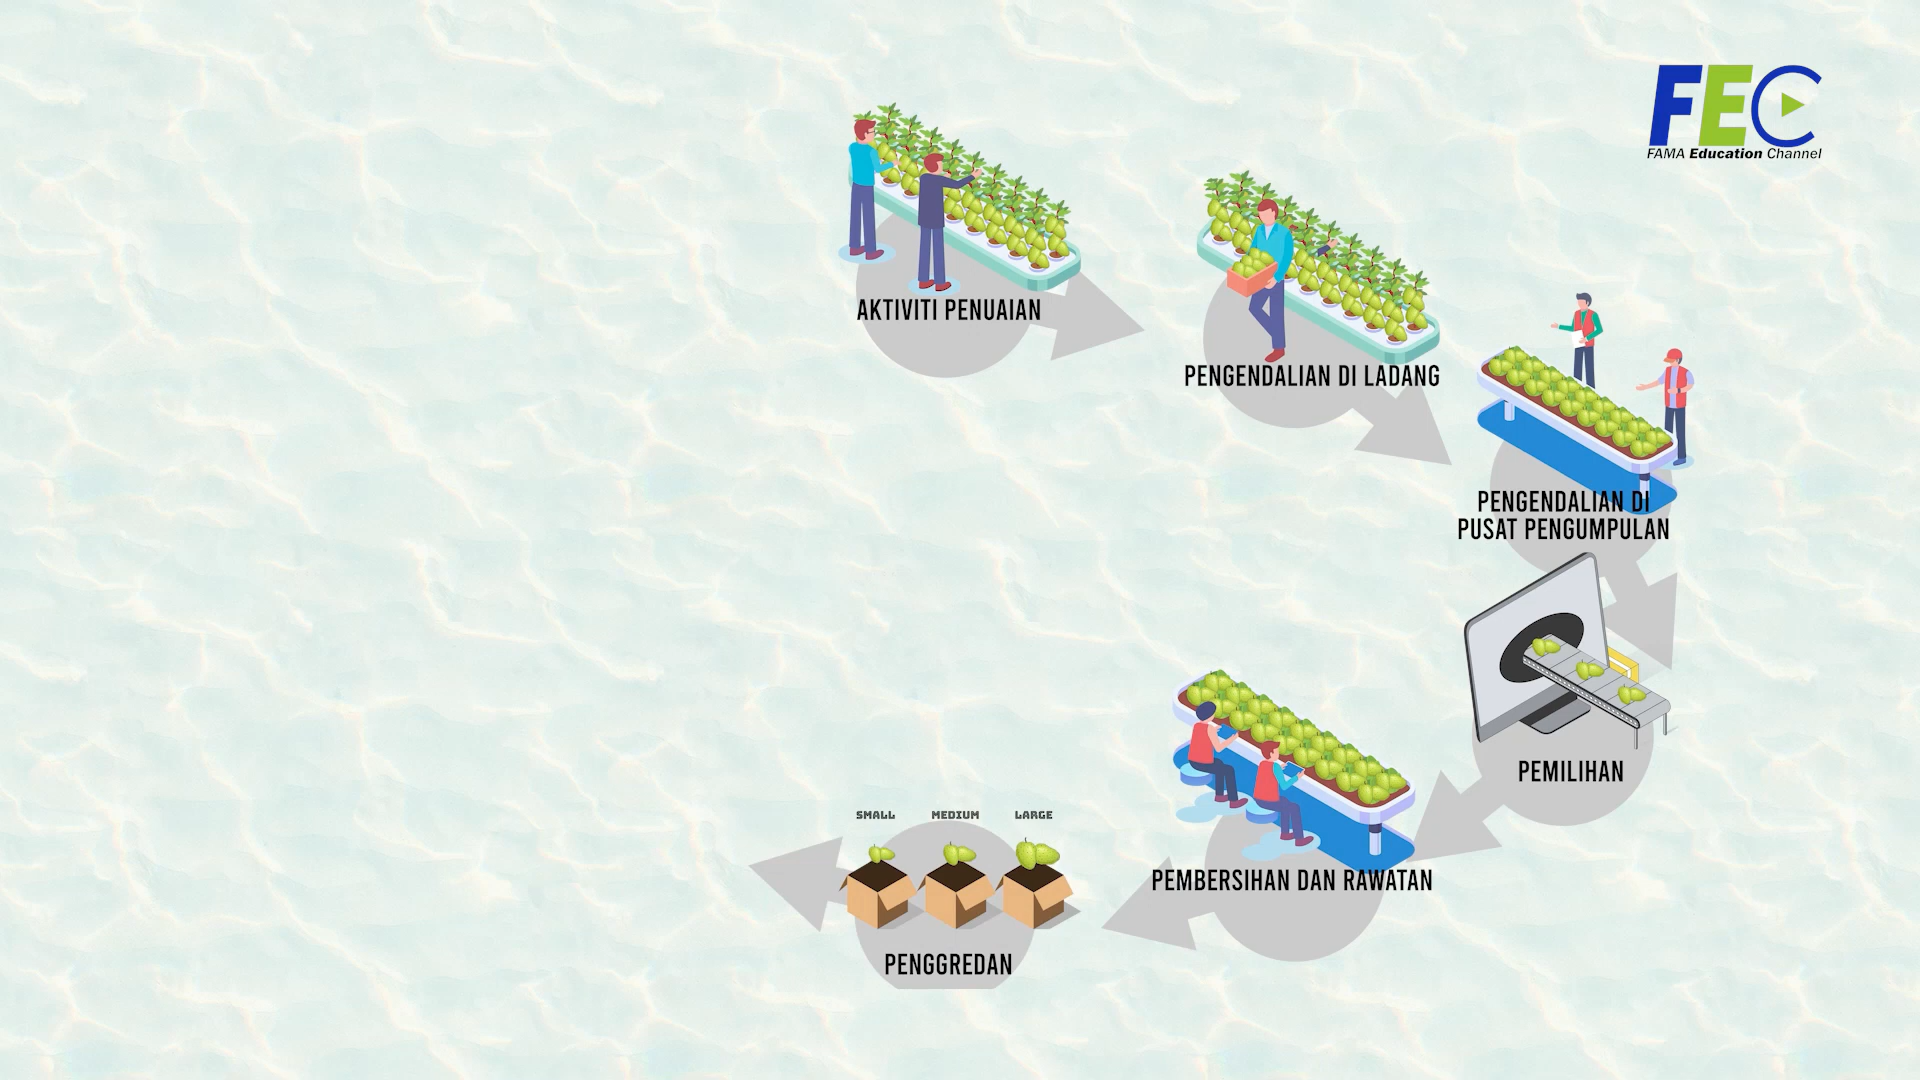 FEC
FAMA Education Channel
AKTIVITI PENUAIAN
PENGENDALIAN DI LADANG
PENGENDALIAN DI
PUSAT PENGUMPULAN
PEMILIHAN
PEMBERSIHAN DAN RAWATAN
SMALL MEDIUM LARGE
PENGGREDAN